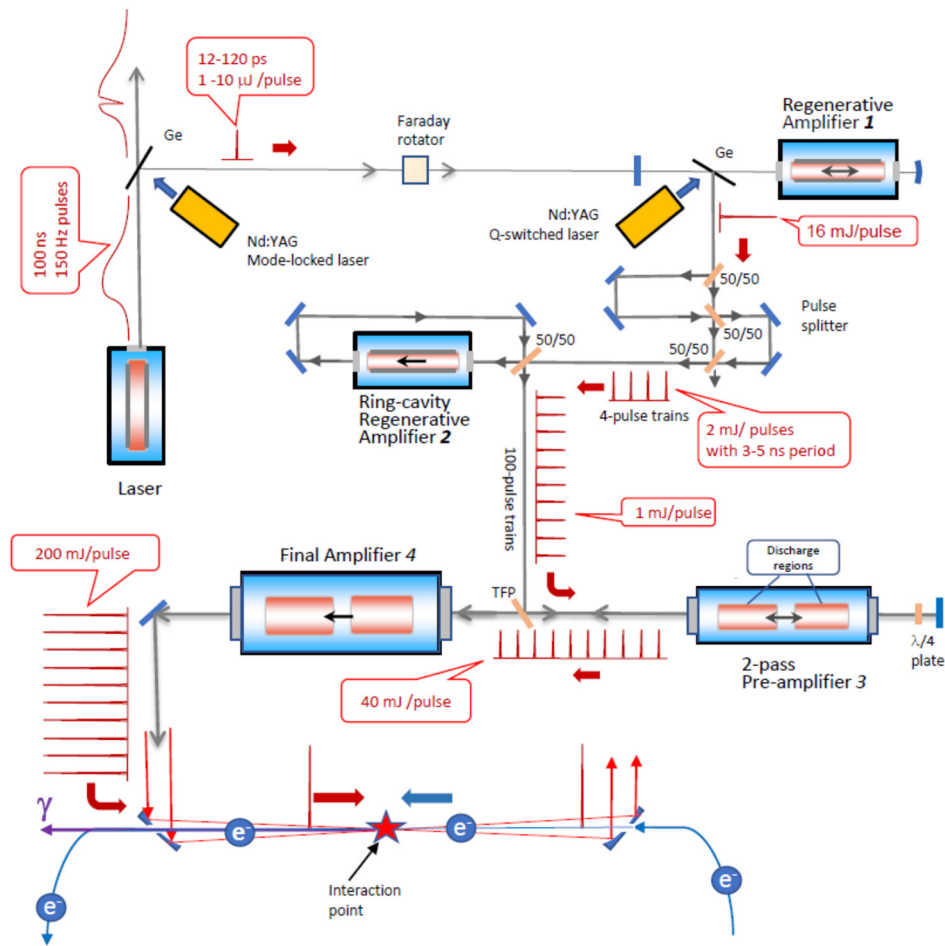 12-120 ps
1 -10 µJ /pulse
Ge
Faraday
rotator
Ge
Regenerative
Amplifier 1
100 ns
150 Hz pulses
Nd:YAG
Mode-locked laser
Nd:YAG
Q-switched laser
16 mJ/pulse
50/50
Pulse
splitter
50/50
50/50
50/50
Ring-cavity
Regenerative
Amplifier 2
4-pulse trains
2 mJ/ pulses
with 3-5 ns period
Laser
100-pulse trains
1 mJ/pulse
200 mJ/pulse
Final Amplifier 4
TFP
Discharge
regions
λ/4
plate
2-pass
Pre-amplifier 3
40 mJ /pulse
γ
e⁻
e⁻
e⁻
e⁻
Interaction
point